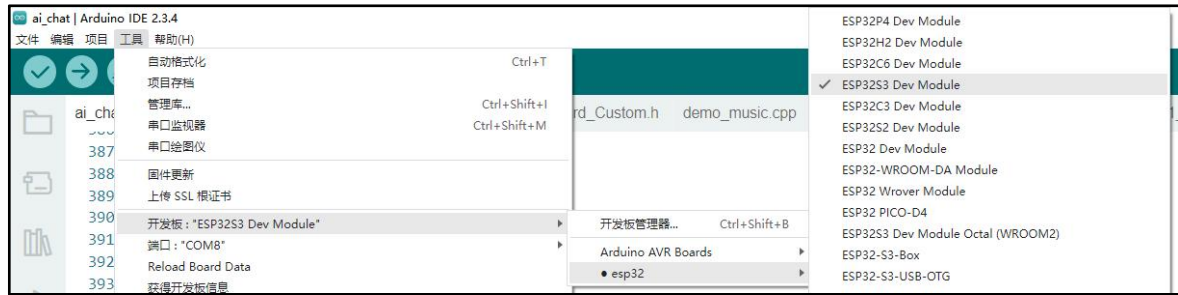 ai_chat | Arduino IDE 2.3.4
文件 编辑 项目 工具 帮助(H)
自动格式化 Ctrl+T
项目存档
管理库... Ctrl+Shift+I
串口监视器 Ctrl+Shift+M
串口绘图仪
固件更新
上传 SSL 根证书
开发板 : "ESP32S3 Dev Module"
端口 : "COM8"
Reload Board Data
获得开发板信息
ai_cha
387
388
389
390
391
392
393
rd_Custom.h demo_music.cpp
开发板管理器... Ctrl+Shift+B
Arduino AVR Boards
● esp32
ESP32P4 Dev Module
ESP32H2 Dev Module
ESP32C6 Dev Module
✓ ESP32S3 Dev Module
ESP32C3 Dev Module
ESP32S2 Dev Module
ESP32 Dev Module
ESP32-WROOM-DA Module
ESP32 Wrover Module
ESP32 PICO-D4
ESP32S3 Dev Module Octal (WROOM2)
ESP32-S3-Box
ESP32-S3-USB-OTG